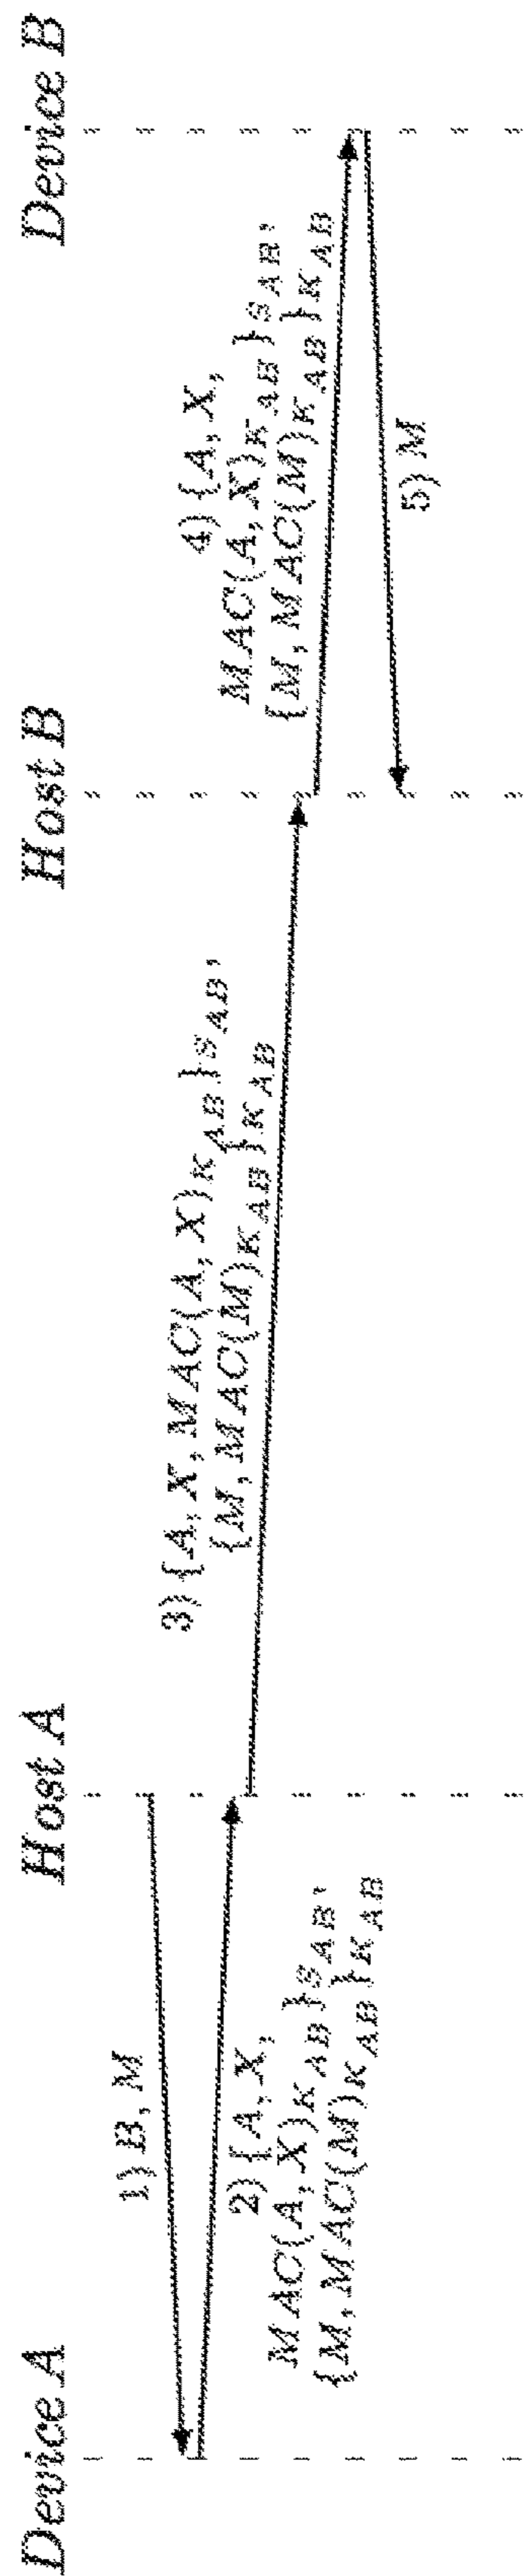 Device A
Host A
Host B
Device B
1) B, M
2) {A, X,
MAC(A, X)K_AB}S_AB,
{M, MAC(M)K_AB}K_AB
3) {A, X, MAC(A, X)K_AB}S_AB,
{M, MAC(M)K_AB}K_AB
4) {A, X,
MAC(A, X)K_AB}S_AB,
{M, MAC(M)K_AB}K_AB
5) M